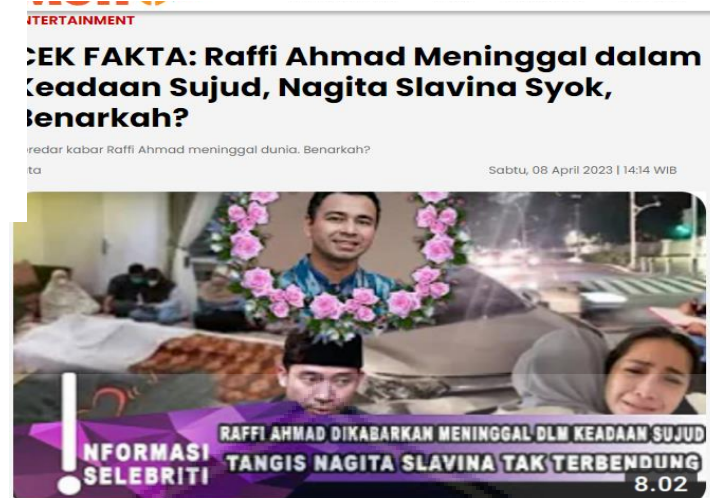 NTERTAINMENT
CEK FAKTA: Raffi Ahmad Meninggal dalam
Keadaan Sujud, Nagita Slavina Syok,
Benarkah?
redar kabar Raffi Ahmad meninggal dunia. Benarkah?
ta
Sabtu, 08 April 2023 | 14:14 WIB
RAFFI AHMAD DIKABARKAN MENINGGAL DLM KEADAAN SUJUD
!NFORMASI
SELEBRITI
TANGIS NAGITA SLAVINA TAK TERBENDUNG
8.02